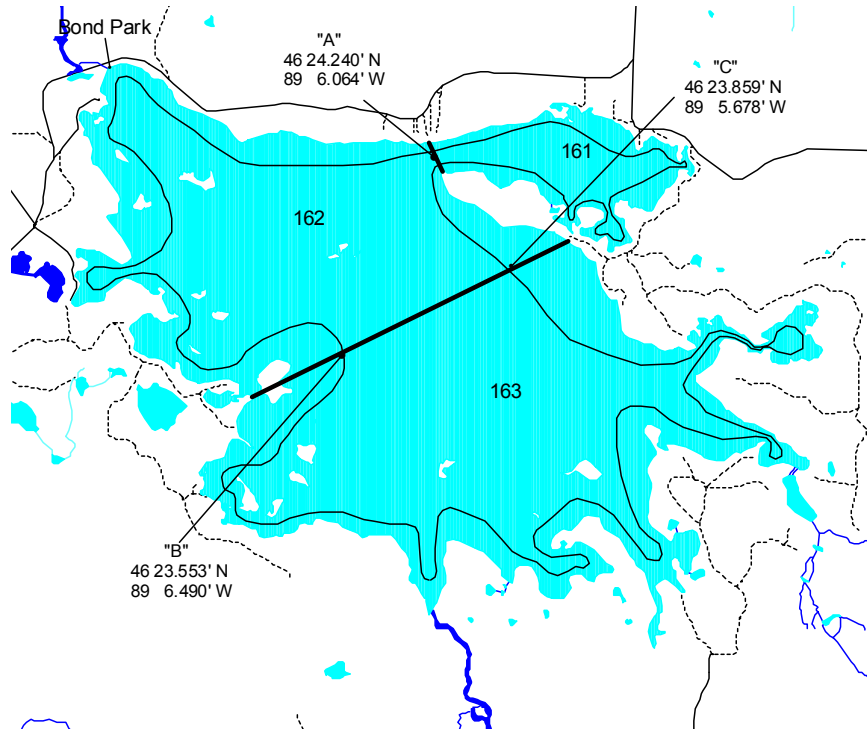 Bond Park
"A"
46 24.240' N
89 6.064' W
"C"
46 23.859' N
89 5.678' W
161
162
163
"B"
46 23.553' N
89 6.490' W